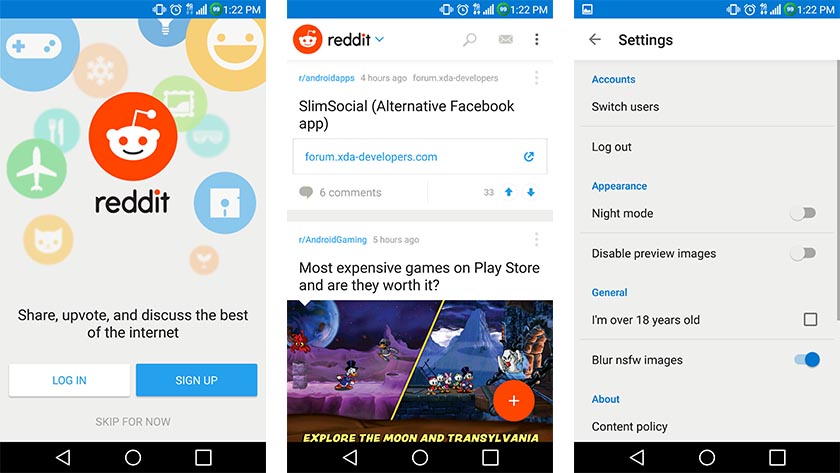 1:22 PM
reddit
Share, upvote, and discuss the best
of the internet
LOG IN
SIGN UP
SKIP FOR NOW
99 1:22 PM
reddit
r/androidapps 4 hours ago forum.xda-developers
SlimSocial (Alternative Facebook
app)
forum.xda-developers.com
6 comments 33
r/AndroidGaming 5 hours ago
Most expensive games on Play Store
and are they worth it?
+
EXPLORE THE MOON AND TRANSYLVANIA
99 1:22 PM
Settings
Accounts
Switch users
Log out
Appearance
Night mode
Disable preview images
General
I'm over 18 years old
Blur nsfw images
About
Content policy